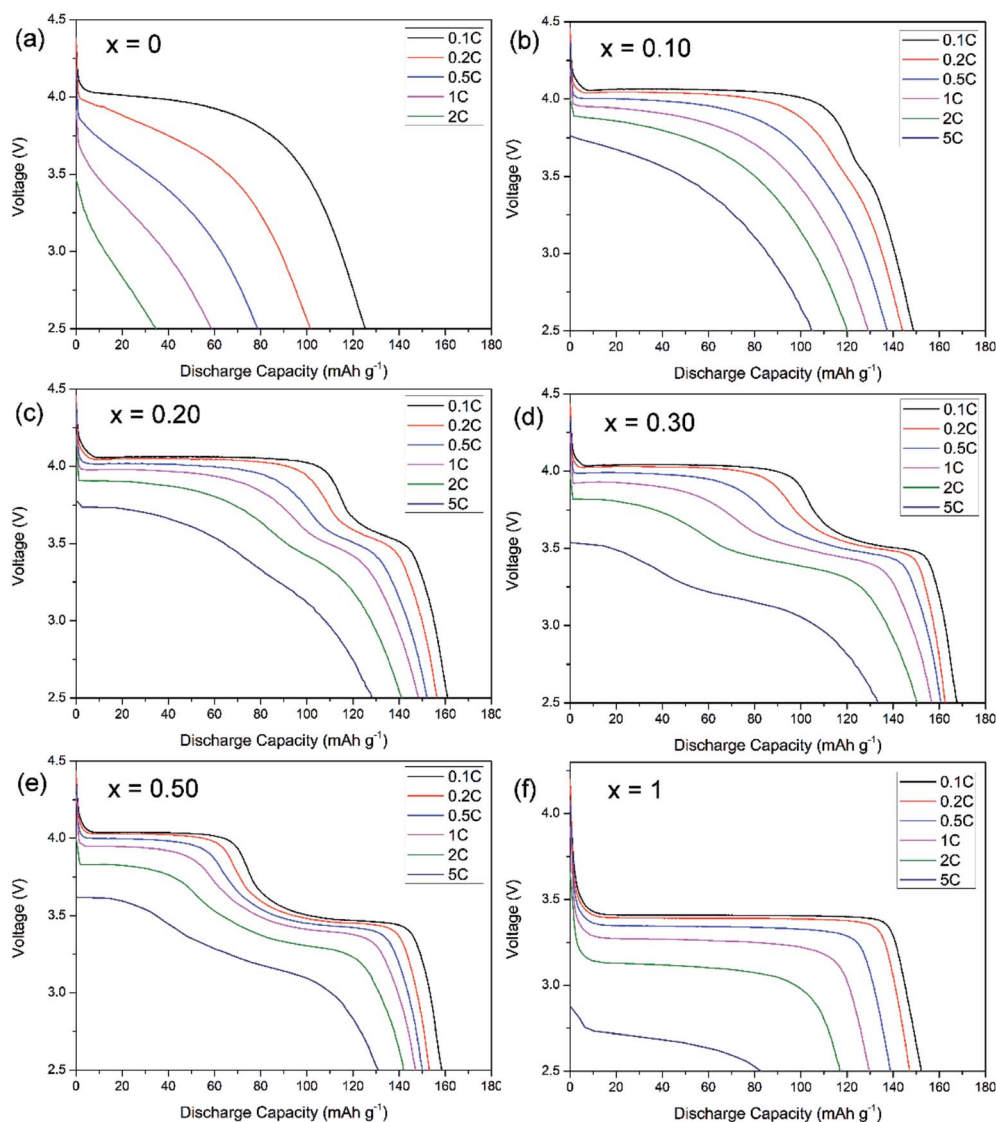 (a)
x = 0
0.1C
0.2C
0.5C
1C
2C
4.5
4.0
3.5
3.0
2.5
Voltage (V)
0 20 40 60 80 100 120 140 160 180
Discharge Capacity (mAh g-1)
(b)
x = 0.10
0.1C
0.2C
0.5C
1C
2C
5C
4.5
4.0
3.5
3.0
2.5
Voltage (V)
0 20 40 60 80 100 120 140 160 180
Discharge Capacity (mAh g-1)
(c)
x = 0.20
0.1C
0.2C
0.5C
1C
2C
5C
4.5
4.0
3.5
3.0
2.5
Voltage (V)
0 20 40 60 80 100 120 140 160 180
Discharge Capacity (mAh g-1)
(d)
x = 0.30
0.1C
0.2C
0.5C
1C
2C
5C
4.5
4.0
3.5
3.0
2.5
Voltage (V)
0 20 40 60 80 100 120 140 160 180
Discharge Capacity (mAh g-1)
(e)
x = 0.50
0.1C
0.2C
0.5C
1C
2C
5C
4.5
4.0
3.5
3.0
2.5
Voltage (V)
0 20 40 60 80 100 120 140 160 180
Discharge Capacity (mAh g-1)
(f)
x = 1
0.1C
0.2C
0.5C
1C
2C
5C
4.0
3.5
3.0
2.5
Voltage (V)
0 20 40 60 80 100 120 140 160 180
Discharge Capacity (mAh g-1)